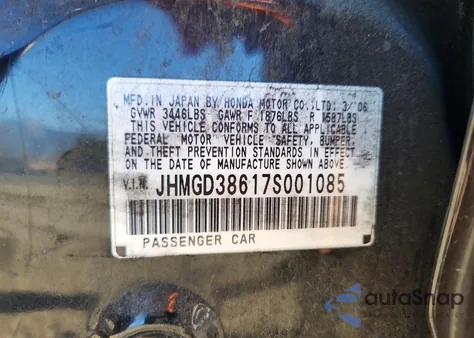 MFD. IN JAPAN BY HONDA MOTOR CO., LTD. 3/06
GVWR 3446LBS GAWR F 1876LBS R 1587LBS
THIS VEHICLE CONFORMS TO ALL APPLICABLE
FEDERAL MOTOR VEHICLE SAFETY, BUMPER,
AND THEFT PREVENTION STANDARDS IN EFFECT
ON THE DATE OF MANUFACTURE SHOWN ABOVE.
V.I.N. JHMGD38617S001085
PASSENGER CAR
autoSnap